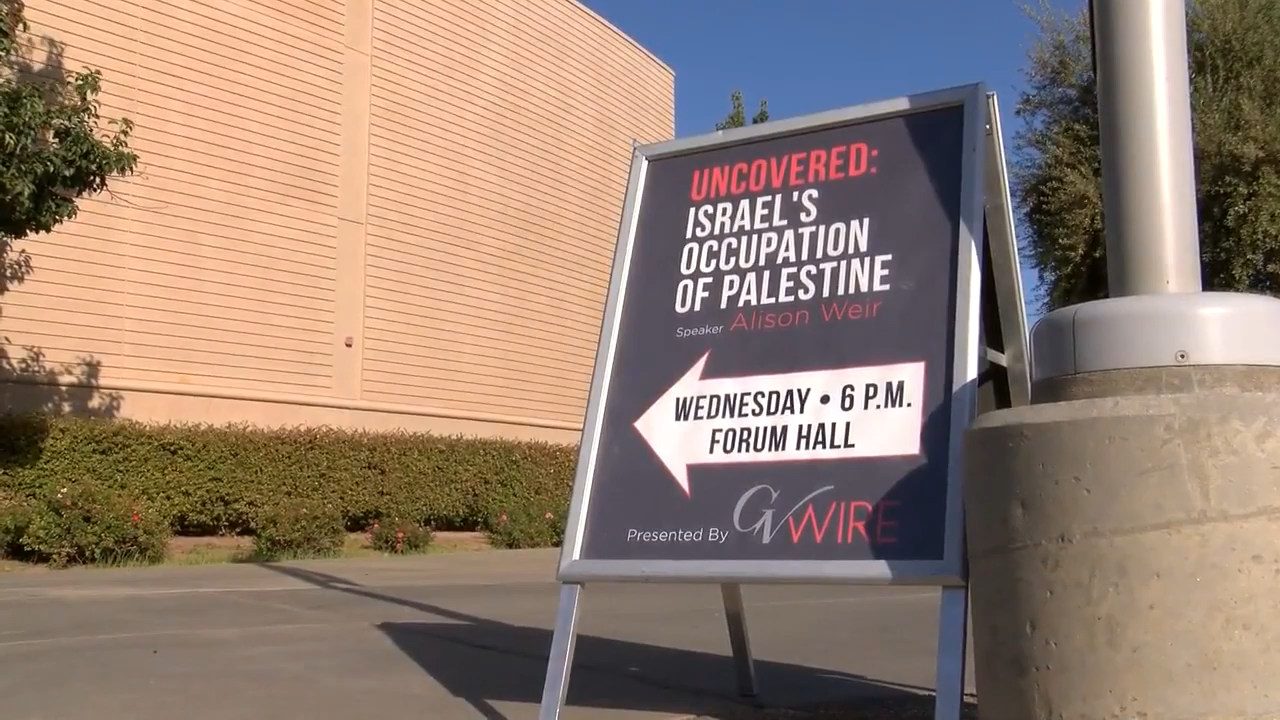 UNCOVERED:
ISRAEL'S
OCCUPATION
OF PALESTINE
Speaker Alison Weir
WEDNESDAY • 6 P.M.
FORUM HALL
Presented By GV WIRE